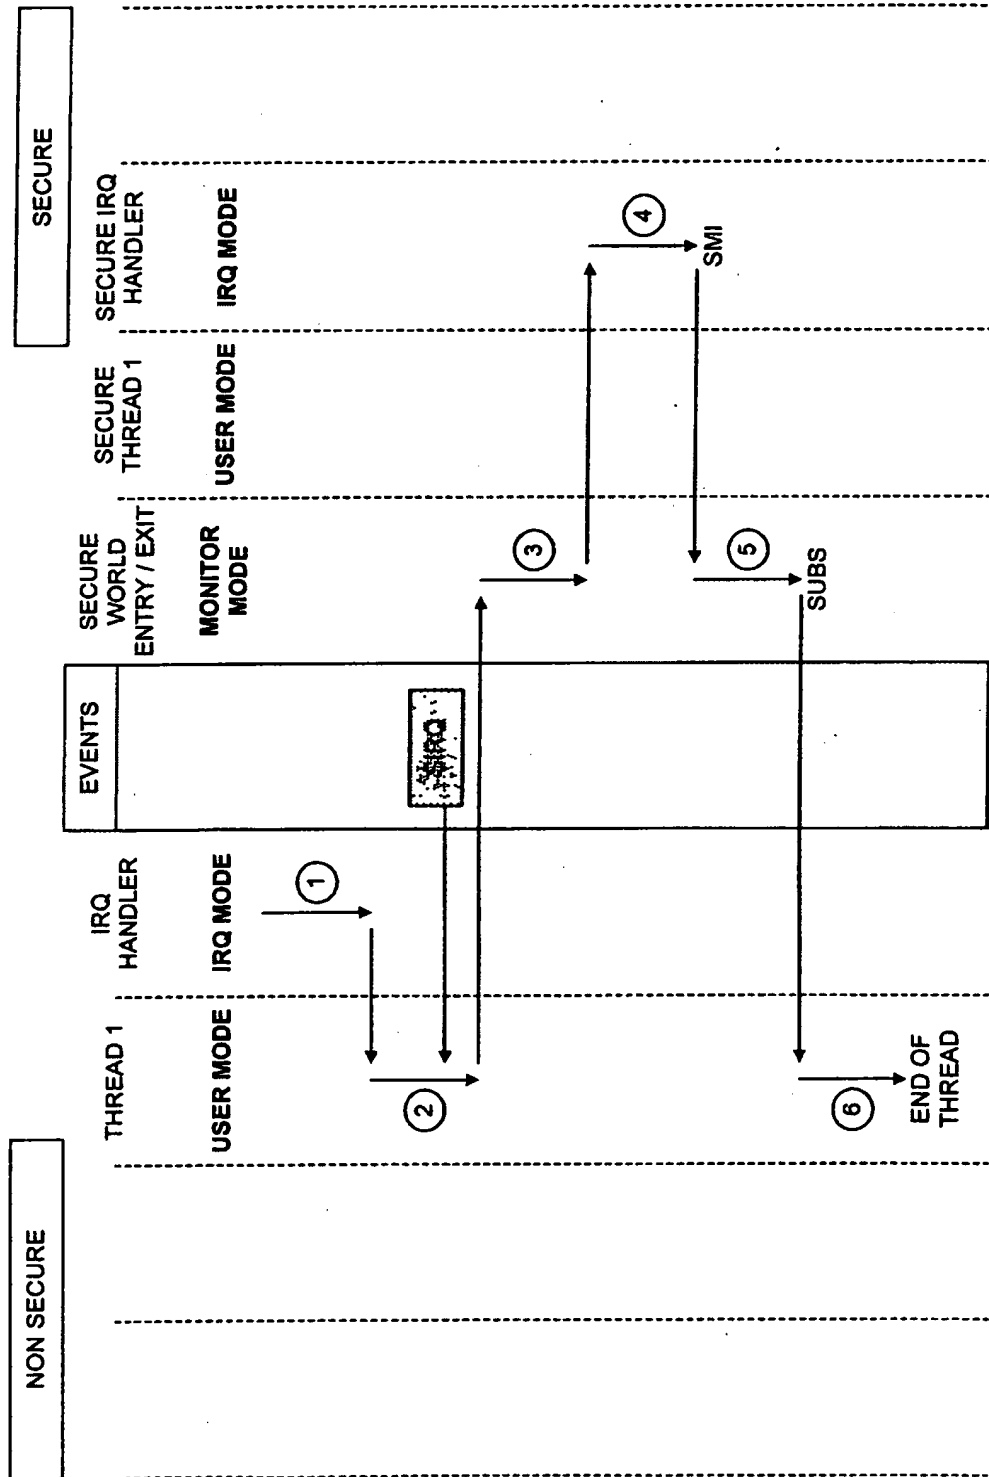 NON SECURE
SECURE
THREAD 1
USER MODE
IRQ
HANDLER
IRQ MODE
EVENTS
SECURE
WORLD
ENTRY / EXIT
MONITOR
MODE
SECURE
THREAD 1
USER MODE
SECURE IRQ
HANDLER
IRQ MODE
1
2
SIRQ
3
4
SMI
5
SUBS
6
END OF
THREAD